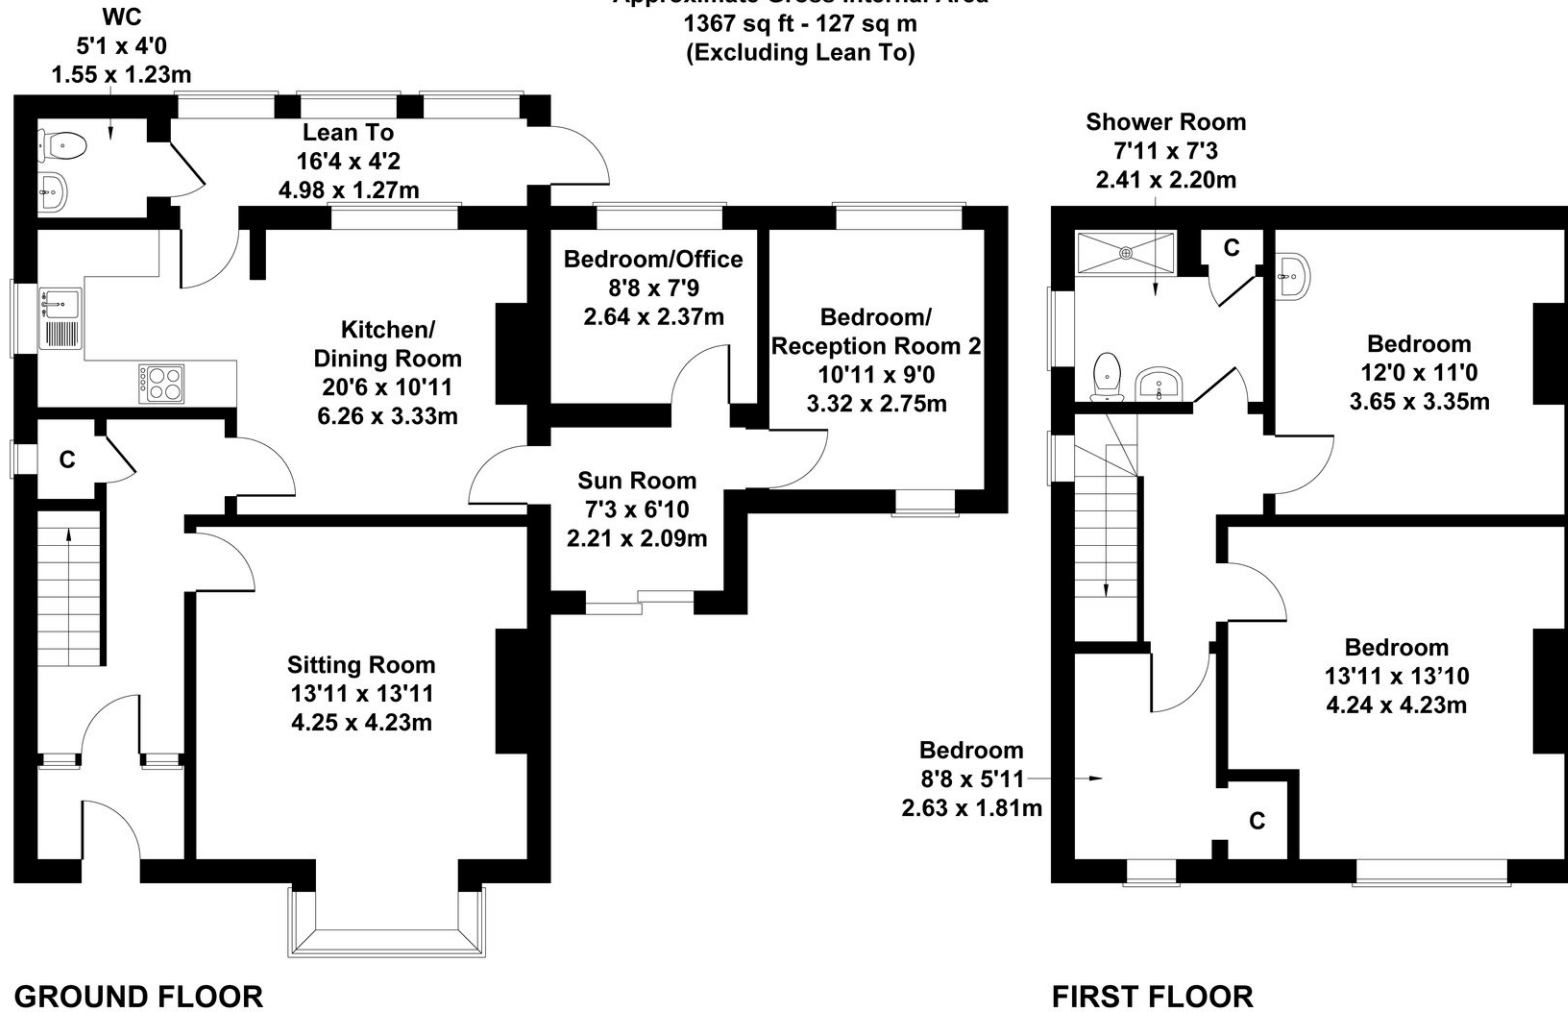 Approximate Gross Internal Area
1367 sq ft - 127 sq m
(Excluding Lean To)
WC
5'1 x 4'0
1.55 x 1.23m
Lean To
16'4 x 4'2
4.98 x 1.27m
Kitchen/
Dining Room
20'6 x 10'11
6.26 x 3.33m
Bedroom/Office
8'8 x 7'9
2.64 x 2.37m
Bedroom/
Reception Room 2
10'11 x 9'0
3.32 x 2.75m
C
Sun Room
7'3 x 6'10
2.21 x 2.09m
Sitting Room
13'11 x 13'11
4.25 x 4.23m
GROUND FLOOR
Shower Room
7'11 x 7'3
2.41 x 2.20m
C
Bedroom
12'0 x 11'0
3.65 x 3.35m
Bedroom
13'11 x 13’10
4.24 x 4.23m
Bedroom
8'8 x 5'11
2.63 x 1.81m
C
FIRST FLOOR